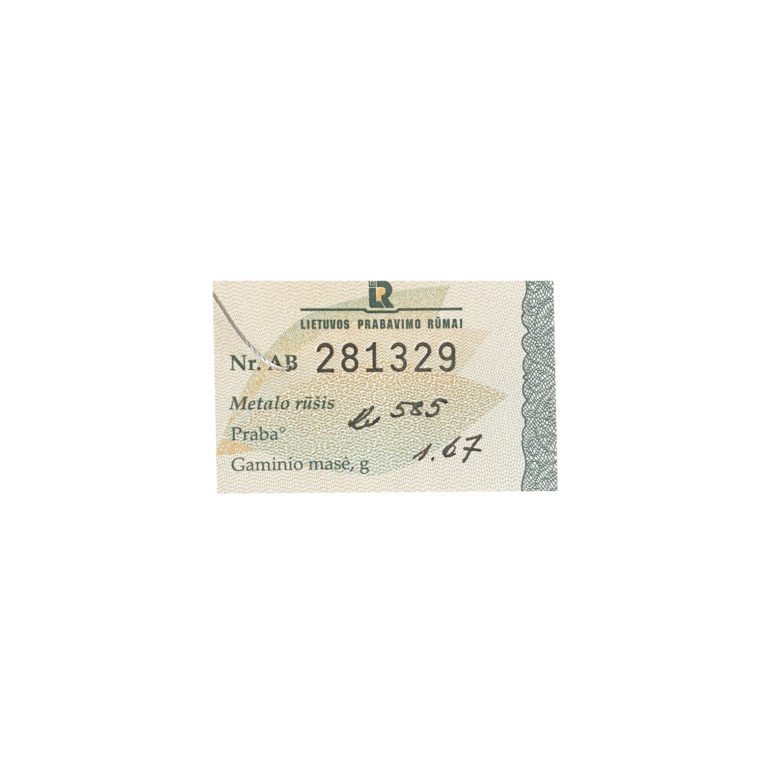 LR
LIETUVOS PRABAVIMO RŪMAI
Nr. AB 281329
Metalo rūšis
585
Praba°
Gaminio masė, g 1.67